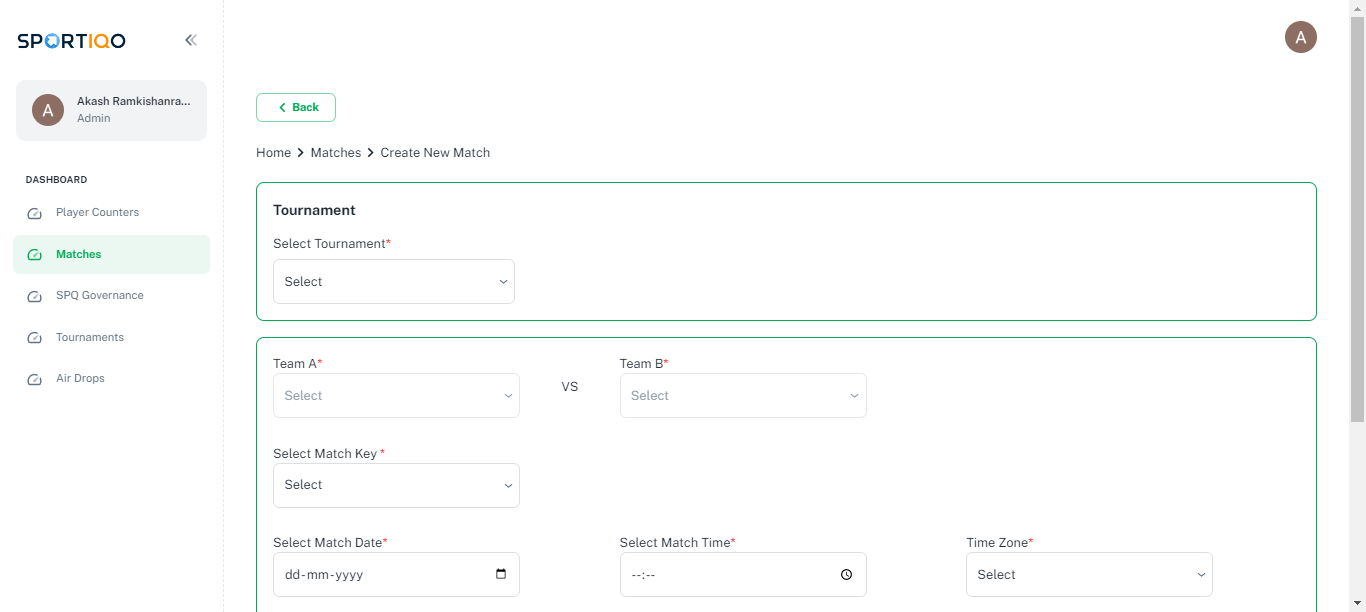 SPORTIQO
A
A
Akash Ramkishanra...
Admin
DASHBOARD
Player Counters
Matches
SPQ Governance
Tournaments
Air Drops
Back
Home > Matches > Create New Match
Tournament
Select Tournament*
Select
Team A*
Select
VS
Team B*
Select
Select Match Key *
Select
Select Match Date*
dd-mm-yyyy
Select Match Time*
--:--
Time Zone*
Select